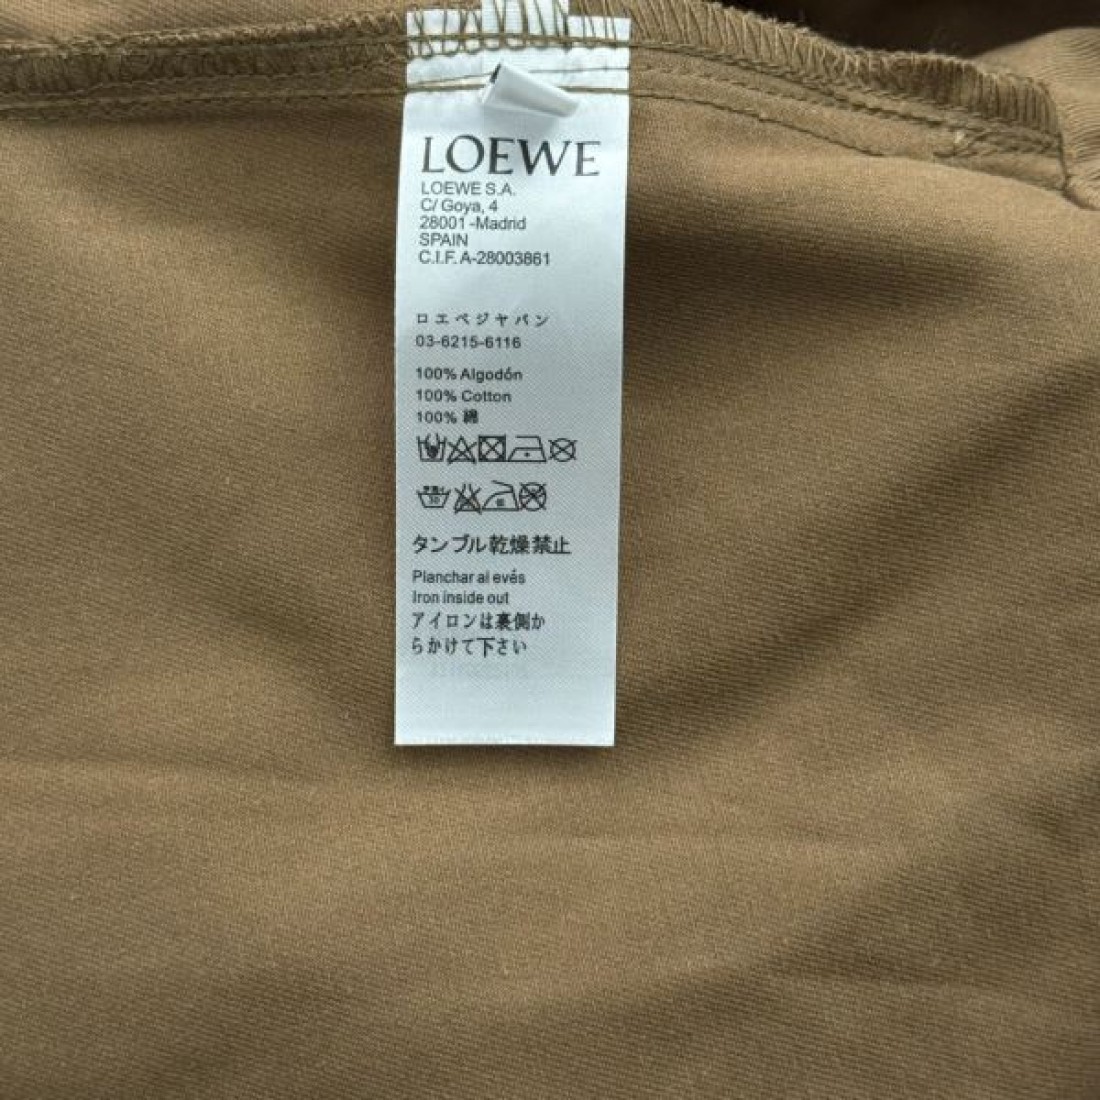 LOEWE
LOEWE S.A.
C/ Goya, 4
28001 -Madrid
SPAIN
C.I.F. A-28003861
ロエベジャパン
03-6215-6116
100% Algodón
100% Cotton
100% 綿
30
低
タンブル乾燥禁止
Planchar al evés
Iron inside out
アイロンは裏側か
らかけて下さい